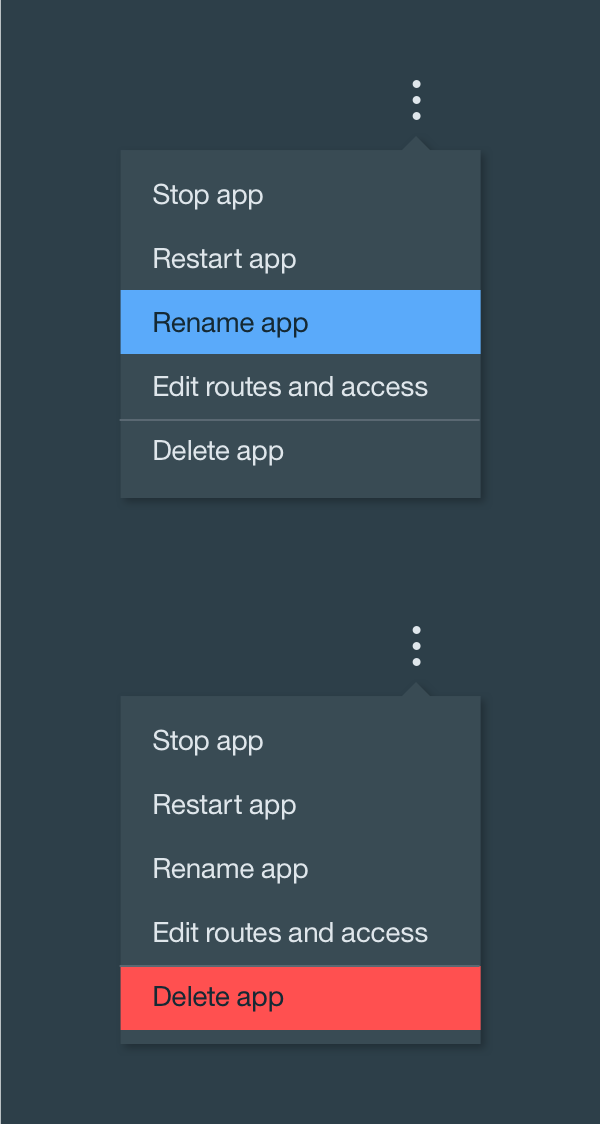 Stop app
Restart app
Rename app
Edit routes and access
Delete app
Stop app
Restart app
Rename app
Edit routes and access
Delete app